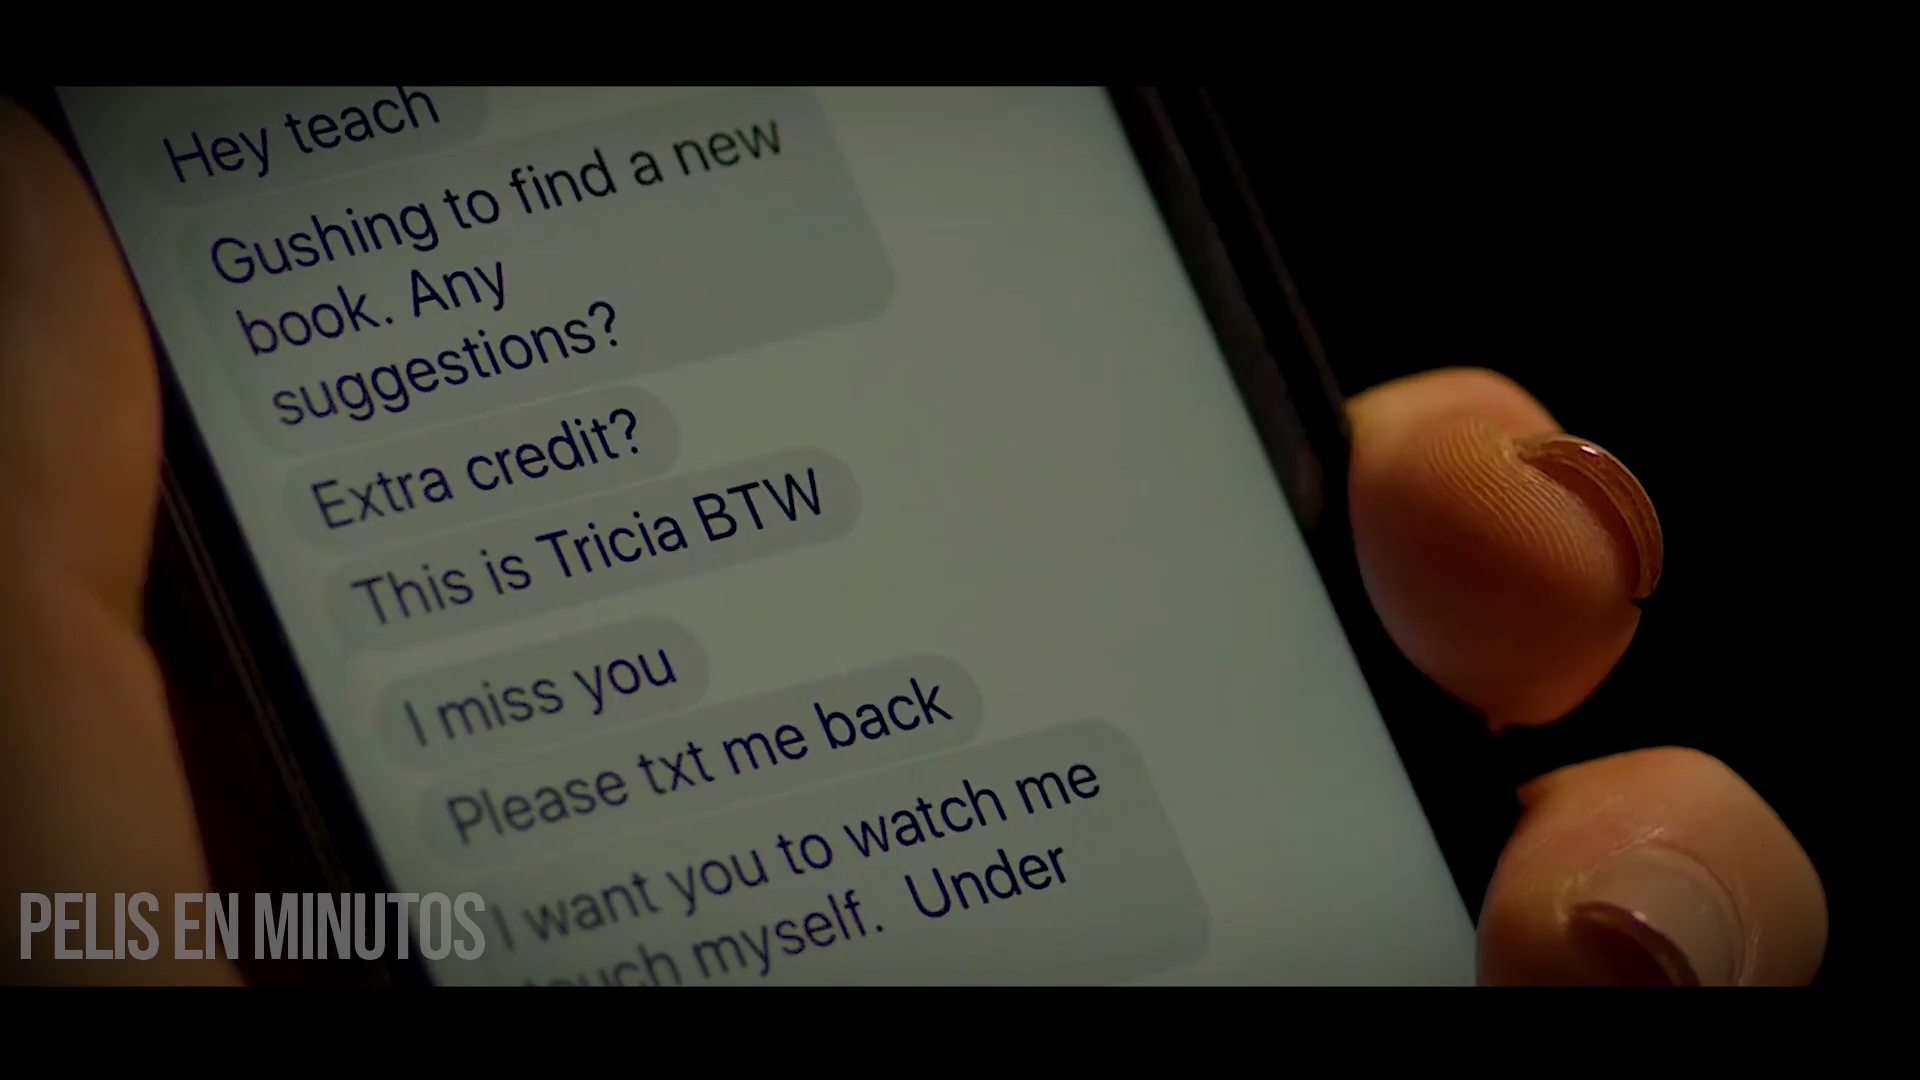 Hey teach
Gushing to find a new
book. Any
suggestions?
Extra credit?
This is Tricia BTW
I miss you
Please txt me back
I want you to watch me
touch myself. Under
PELIS EN MINUTOS